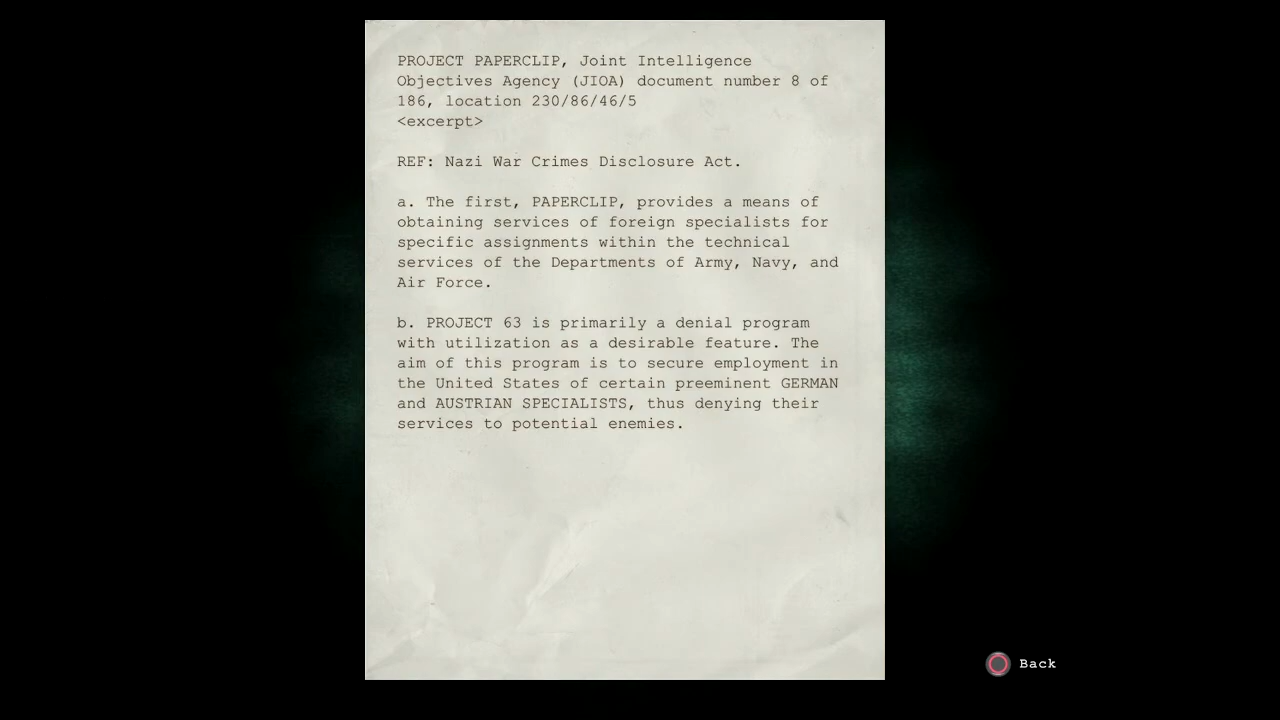 PROJECT PAPERCLIP, Joint Intelligence
Objectives Agency (JIOA) document number 8 of
186, location 230/86/46/5
<excerpt>
REF: Nazi War Crimes Disclosure Act.
a. The first, PAPERCLIP, provides a means of
obtaining services of foreign specialists for
specific assignments within the technical
services of the Departments of Army, Navy, and
Air Force.
b. PROJECT 63 is primarily a denial program
with utilization as a desirable feature. The
aim of this program is to secure employment in
the United States of certain preeminent GERMAN
and AUSTRIAN SPECIALISTS, thus denying their
services to potential enemies.
Back